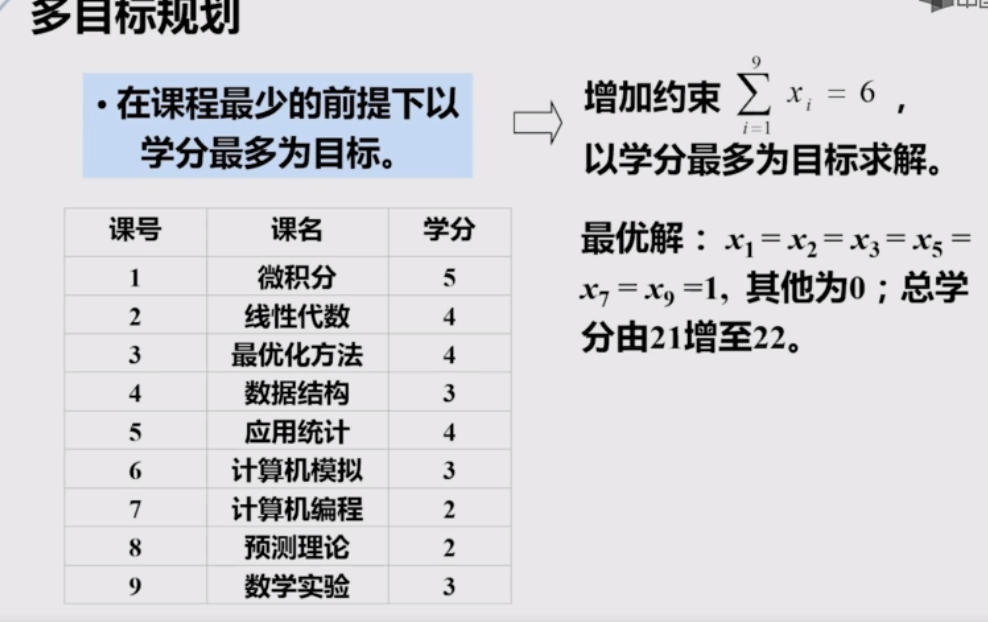 多目标规划
• 在课程最少的前提下以
学分最多为目标。
增加约束 \sum_{i=1}^{9} x_i = 6 ，
以学分最多为目标求解。
最优解： x₁ = x₂ = x₃ = x₅ =
x₇ = x₉ =1, 其他为0；总学
分由21增至22。
课号 课名 学分
1 微积分 5
2 线性代数 4
3 最优化方法 4
4 数据结构 3
5 应用统计 4
6 计算机模拟 3
7 计算机编程 2
8 预测理论 2
9 数学实验 3